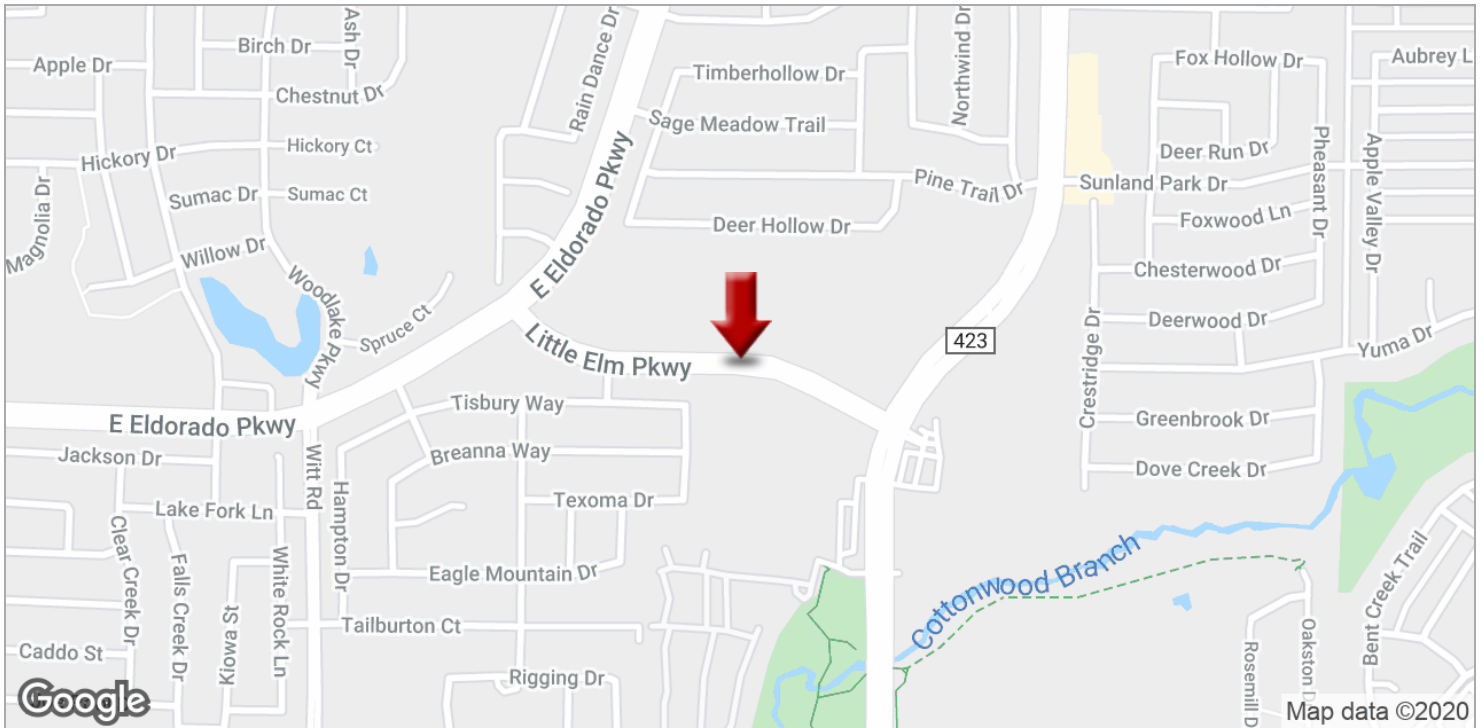 Ash Dr
Birch Dr
Apple Dr
Chestnut Dr
Rain Dance Dr
Timberhollow Dr
Northwind Dr
Fox Hollow Dr
Aubrey L
Sage Meadow Trail
Hickory Dr
Hickory Ct
E Eldorado Pkwy
Deer Run Dr
Pheasant Dr
Apple Valley Dr
Magnolia Dr
Sumac Dr
Sumac Ct
Pine Trail Dr
Sunland Park Dr
Deer Hollow Dr
Foxwood Ln
Willow Dr
Woodlake Pkwy
Chesterwood Dr
Spruce Ct
Little Elm Pkwy
423
Crestridge Dr
Deerwood Dr
Yuma Dr
E Eldorado Pkwy
Tisbury Way
Greenbrook Dr
Jackson Dr
Witt Rd
Breanna Way
Dove Creek Dr
Hampton Dr
Texoma Dr
Lake Fork Ln
Clear Creek Dr
Falls Creek Dr
White Rock Ln
Eagle Mountain Dr
Cottonwood Branch
Bent Creek Trail
Kiowa St
Tailburton Ct
Caddo St
Rosemill D
Oakston D
Rigging Dr
Google
Map data ©2020